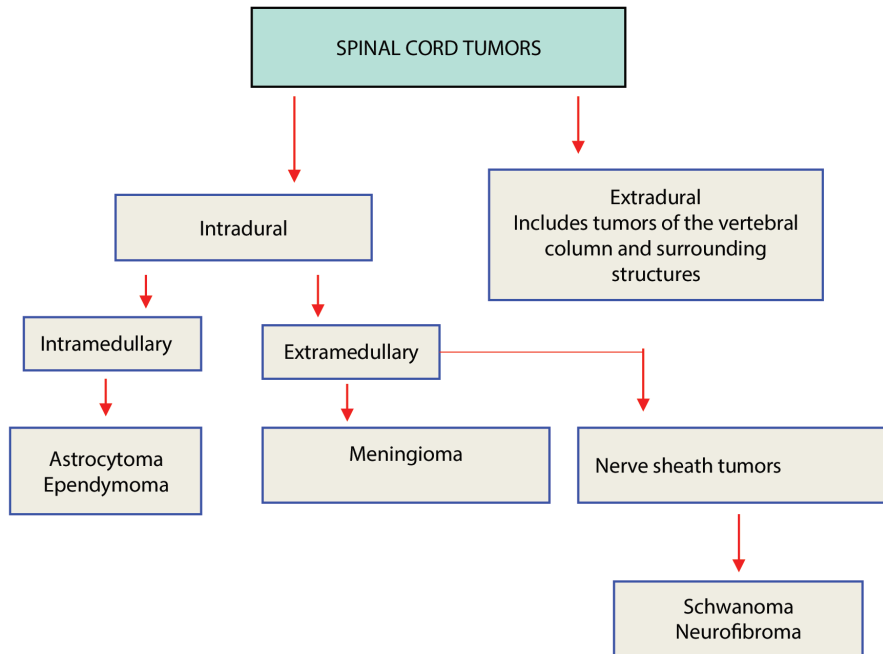 SPINAL CORD TUMORS
Intradural
Extradural
Includes tumors of the vertebral
column and surrounding
structures
Intramedullary
Extramedullary
Astrocytoma
Ependymoma
Meningioma
Nerve sheath tumors
Schwanoma
Neurofibroma